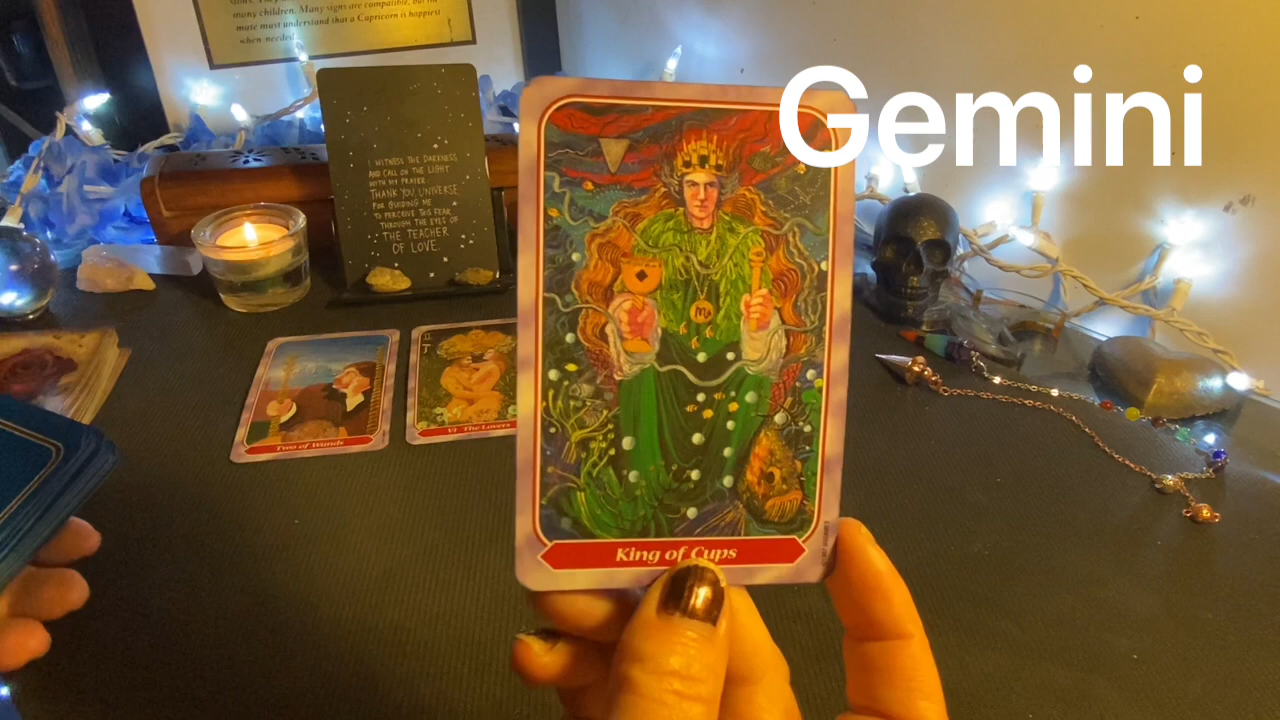 many children. Many signs are compatible, but the
mate must understand that a Capricorn is happiest
when needed.
Gemini
I WITNESS THE DARKNESS
AND CALL ON THE LIGHT
WITH MY PRAYER
THANK YOU UNIVERSE
FOR GUIDING ME
TO PERCEIVE THIS FEAR
THROUGH THE EYES OF
THE TEACHER
OF LOVE.
King of Cups
Two of Wands
VI The Lovers